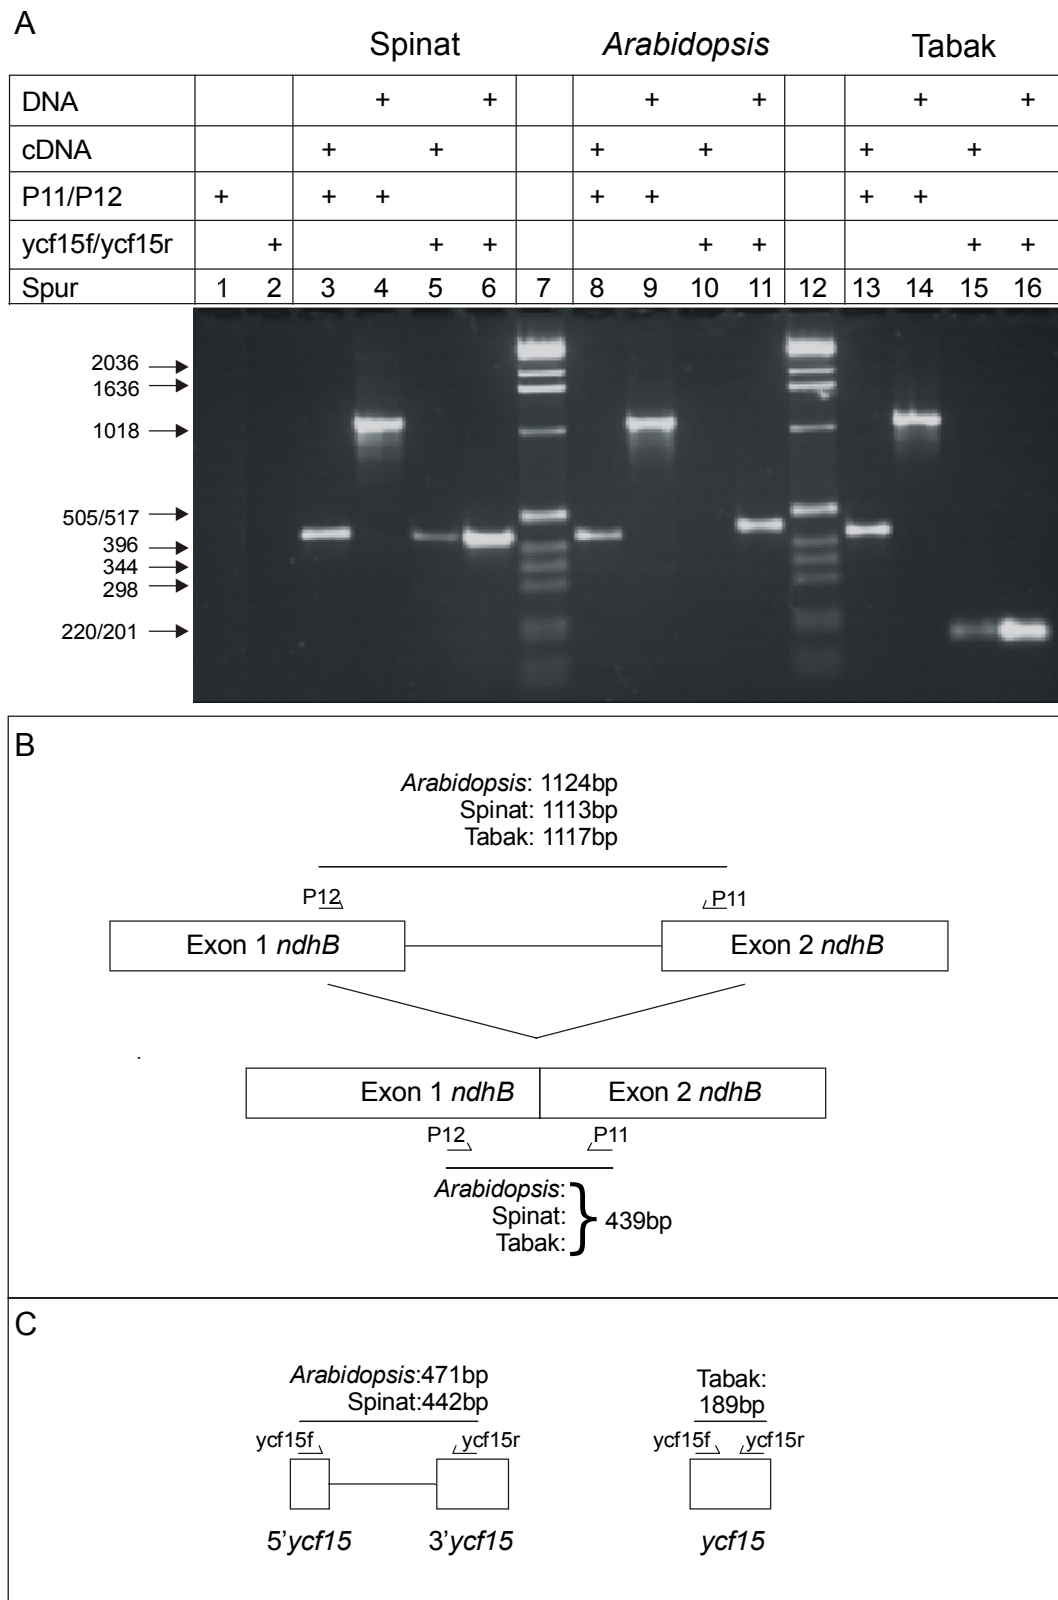 A
Spinat Arabidopsis Tabak
DNA + + + + + +
cDNA + + + + + +
P11/P12 + + + + + + +
ycf15f/ycf15r + + + + + + +
Spur 1 2 3 4 5 6 7 8 9 10 11 12 13 14 15 16
2036
1636
1018
505/517
396
344
298
220/201
B
Arabidopsis: 1124bp
Spinat: 1113bp
Tabak: 1117bp
P12 P11
Exon 1 ndhB Exon 2 ndhB
Exon 1 ndhB Exon 2 ndhB
P12 P11
Arabidopsis:
Spinat: } 439bp
Tabak:
C
Arabidopsis:471bp
Spinat:442bp
ycf15f ycf15r
5'ycf15 3'ycf15
Tabak:
189bp
ycf15f ycf15r
ycf15